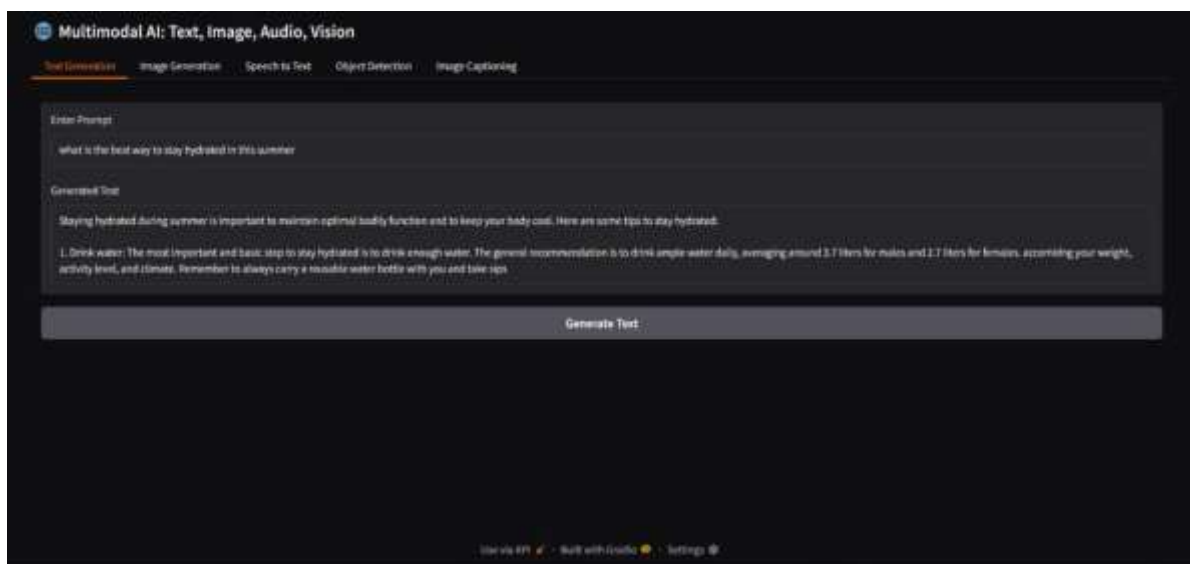 Multimodal AI: Text, Image, Audio, Vision
Text Generation Image Generation Speech to Text Object Detection Image Captioning
Enter Prompt
what is the best way to stay hydrated in this summer
Generated Text
Staying hydrated during summer is important to maintain optimal bodily function and to keep your body cool. Here are some tips to stay hydrated:
1. Drink water: The most important and basic step to stay hydrated is to drink enough water. The general recommendation is to drink ample water daily, averaging around 3.7 liters for males and 2.7 liters for females, your weight,
activity level, and climate. Remember to always carry a reusable water bottle with you and take sips
Generate Text
Use via API · Built with Gradio · Settings